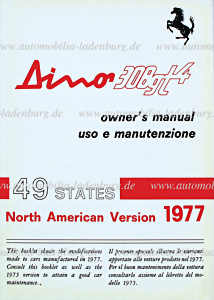 www.automobilia-ladenburg.de
Dino 308gt4
owner's manual
uso e manutenzione
49 STATES
North American Version 1977
This booklet shows the modifications
made to cars manufactured in 1977.
Consult this booklet as well as the
1975 version to attain a good car
maintenance.
Il presente opuscolo illustra le varianti
apportate alle vetture prodotte nel 1977.
Per il buon mantenimento della vettura
consultarlo assieme al libretto del mo-
dello 1975.